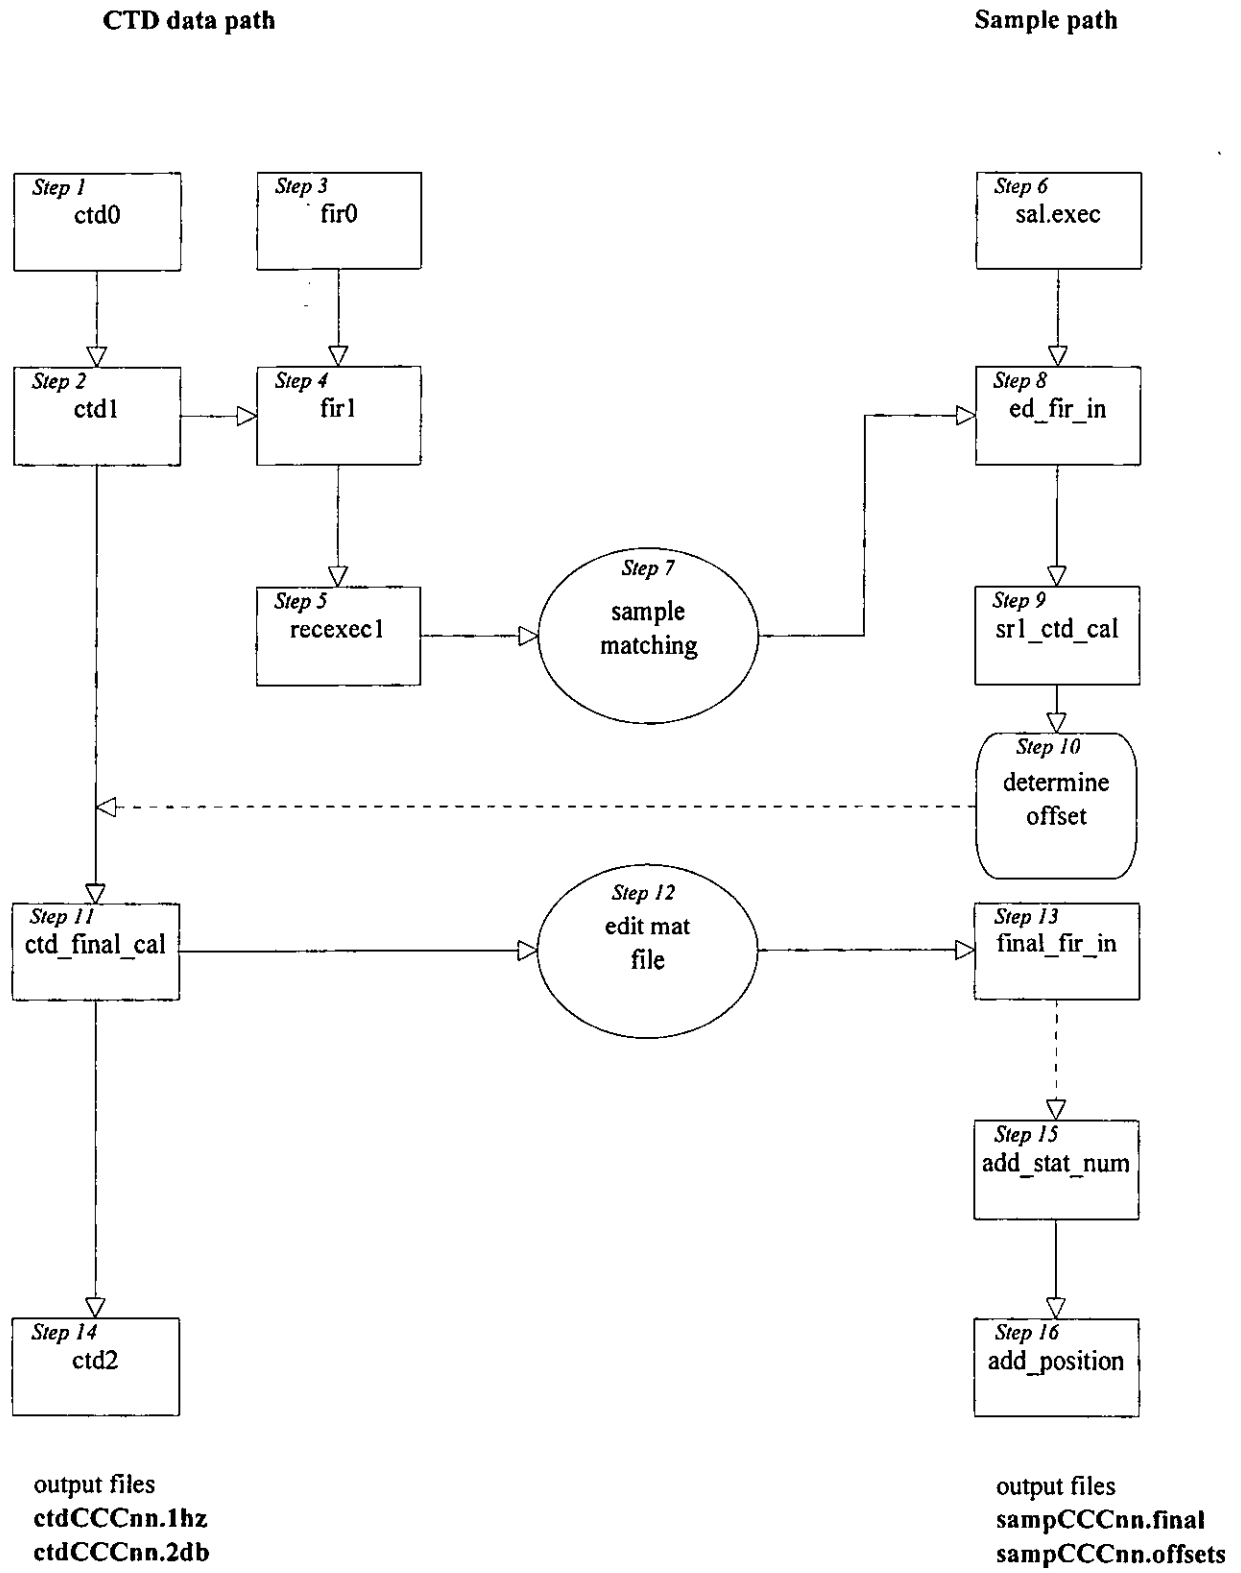 CTD data path
Sample path
Step 1
ctd0
Step 3
fir0
Step 6
sal.exec
Step 2
ctd1
Step 4
fir1
Step 8
ed_fir_in
Step 5
recexec1
Step 7
sample
matching
Step 9
sr1_ctd_cal
Step 10
determine
offset
Step 11
ctd_final_cal
Step 12
edit mat
file
Step 13
final_fir_in
Step 15
add_stat_num
Step 14
ctd2
Step 16
add_position
output files
ctdCCCnn.1hz
ctdCCCnn.2db
output files
sampCCCnn.final
sampCCCnn.offsets